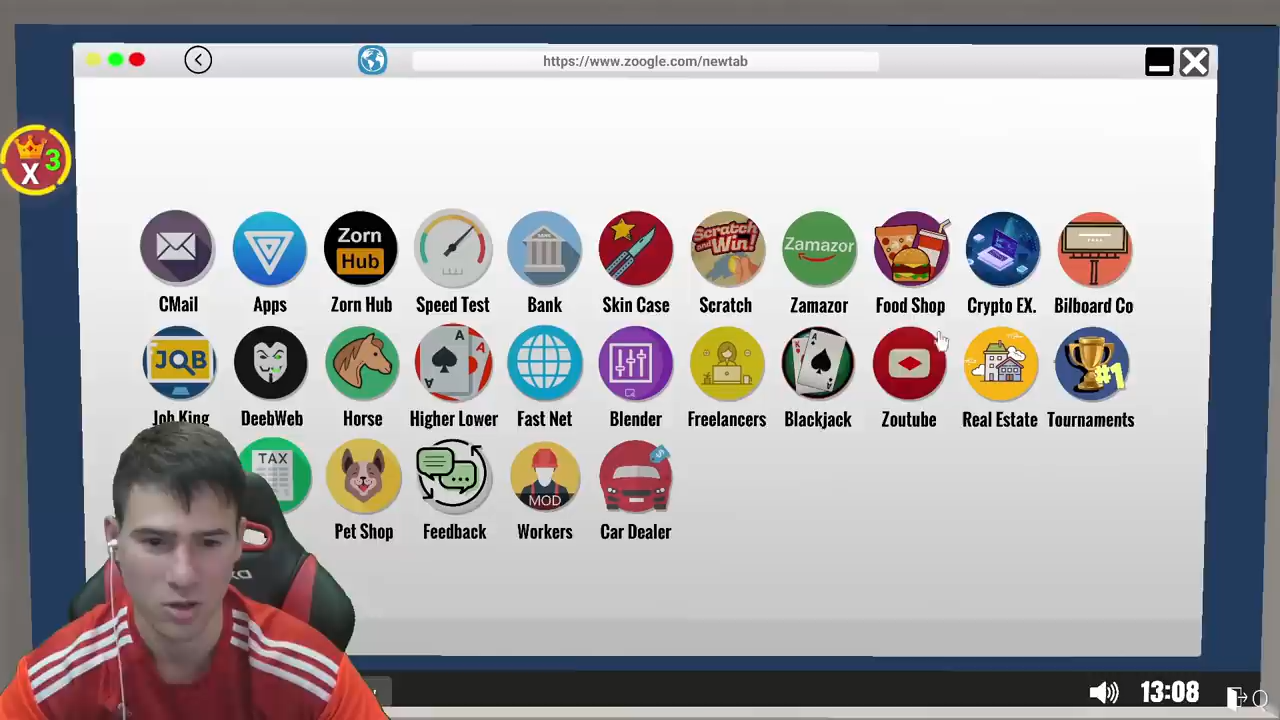 https://www.zoogle.com/newtab
X 3
Zorn
Hub
Scratch
and Win!
Zamazor
CMail
Apps
Zorn Hub
Speed Test
Bank
Skin Case
Scratch
Zamazor
Food Shop
Crypto EX.
Bilboard Co
JOB
A
A
A
K
A
#1
Job King
DeebWeb
Horse
Higher Lower
Fast Net
Blender
Freelancers
Blackjack
Zoutube
Real Estate
Tournaments
TAX
MOD
$
Pet Shop
Feedback
Workers
Car Dealer
13:08
Q